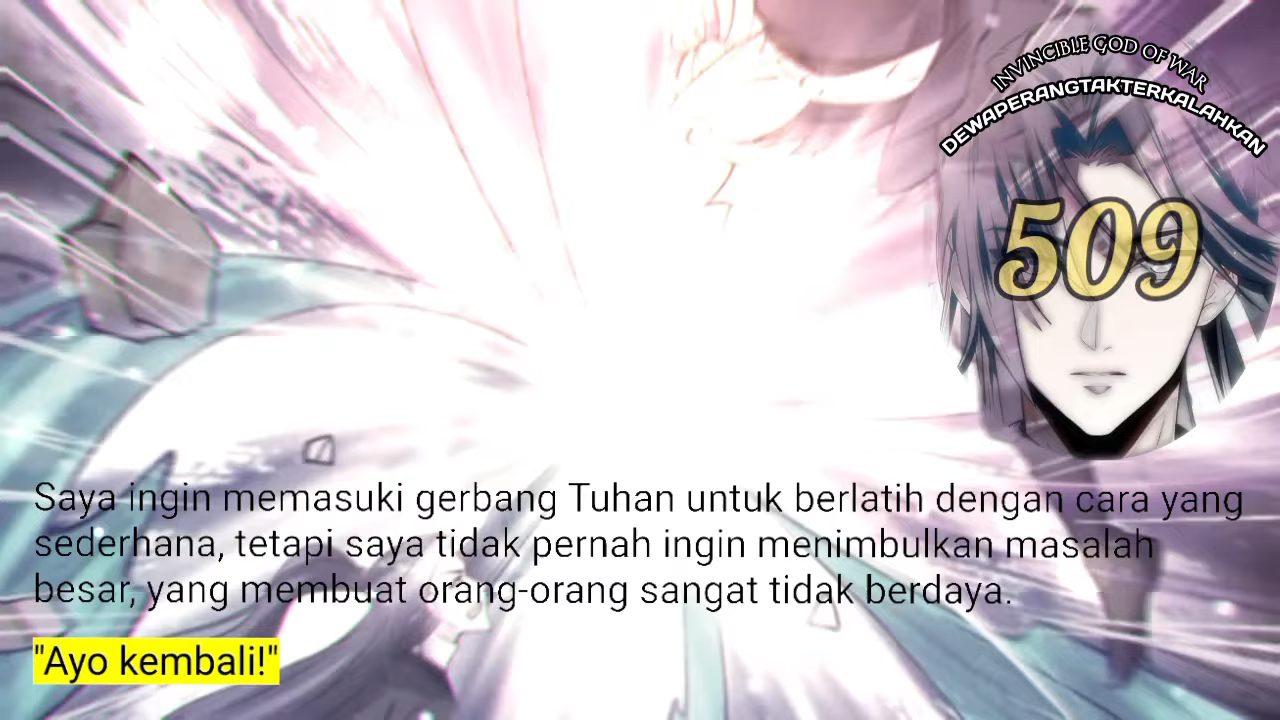 INVINCIBLE GOD OF WAR
DEWAPERANGTAKTERKALAHKAN
509
Saya ingin memasuki gerbang Tuhan untuk berlatih dengan cara yang
sederhana, tetapi saya tidak pernah ingin menimbulkan masalah
besar, yang membuat orang-orang sangat tidak berdaya.
"Ayo kembali!"